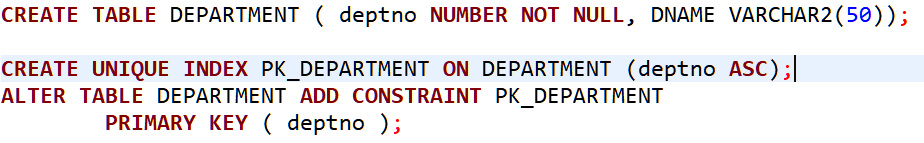 CREATE TABLE DEPARTMENT ( deptno NUMBER NOT NULL, DNAME VARCHAR2(50));
CREATE UNIQUE INDEX PK_DEPARTMENT ON DEPARTMENT (deptno ASC);
ALTER TABLE DEPARTMENT ADD CONSTRAINT PK_DEPARTMENT
PRIMARY KEY ( deptno );